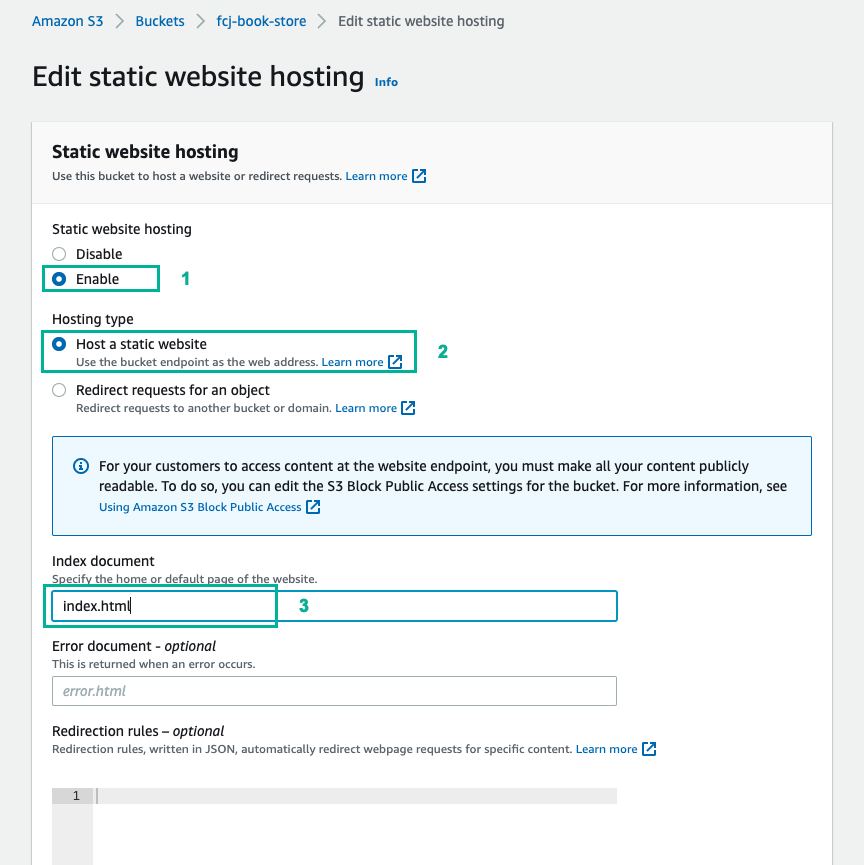 Amazon S3 > Buckets > fcj-book-store > Edit static website hosting
Edit static website hosting Info
Static website hosting
Use this bucket to host a website or redirect requests. Learn more
Static website hosting
Disable
Enable 1
Hosting type
Host a static website
Use the bucket endpoint as the web address. Learn more
2
Redirect requests for an object
Redirect requests to another bucket or domain. Learn more
For your customers to access content at the website endpoint, you must make all your content publicly
readable. To do so, you can edit the S3 Block Public Access settings for the bucket. For more information, see
Using Amazon S3 Block Public Access
Index document
Specify the home or default page of the website.
index.html 3
Error document - optional
This is returned when an error occurs.
error.html
Redirection rules – optional
Redirection rules, written in JSON, automatically redirect webpage requests for specific content. Learn more
1